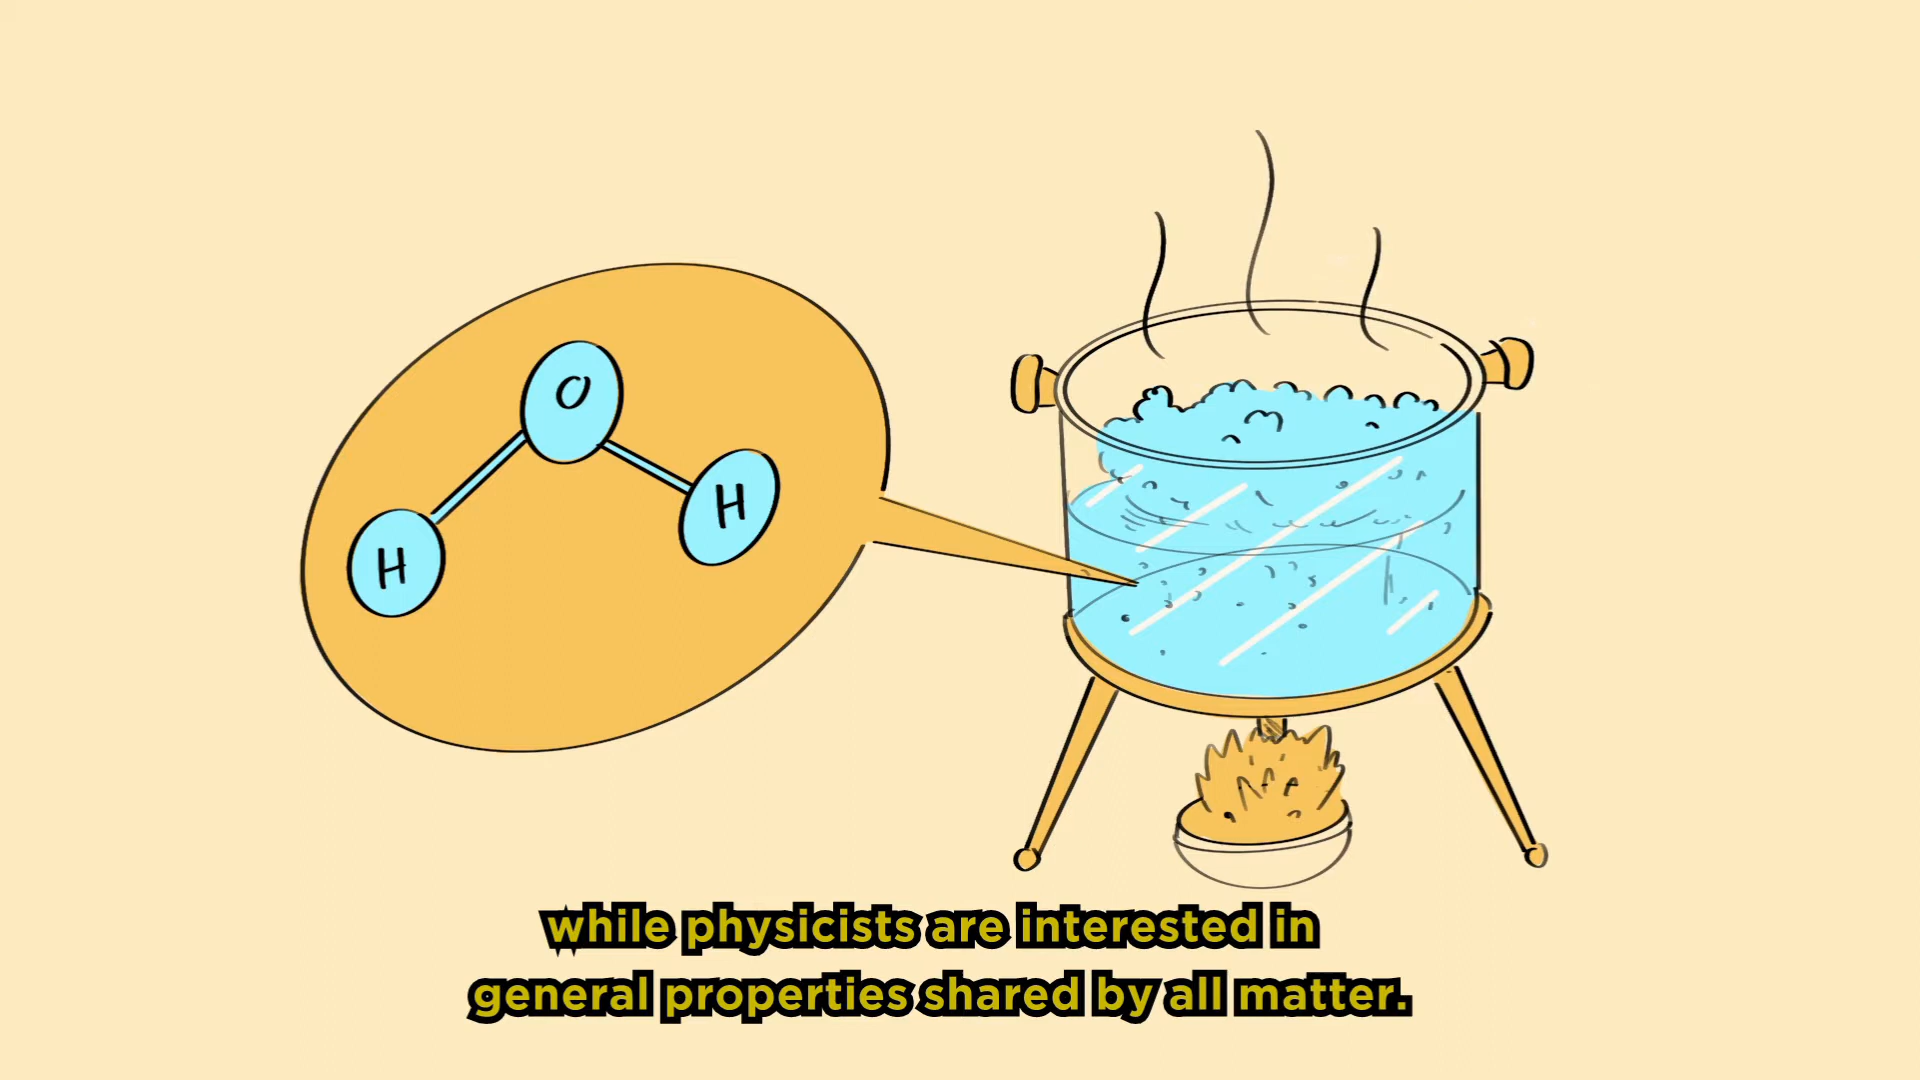 O
H
H
while physicists are interested in
general properties shared by all matter.